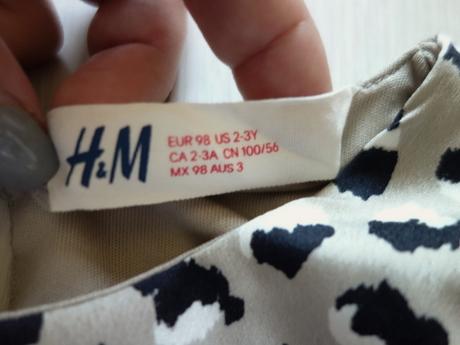 H&M
EUR 98 US 2-3Y
CA 2-3A CN 100/56
MX 98 AUS 3